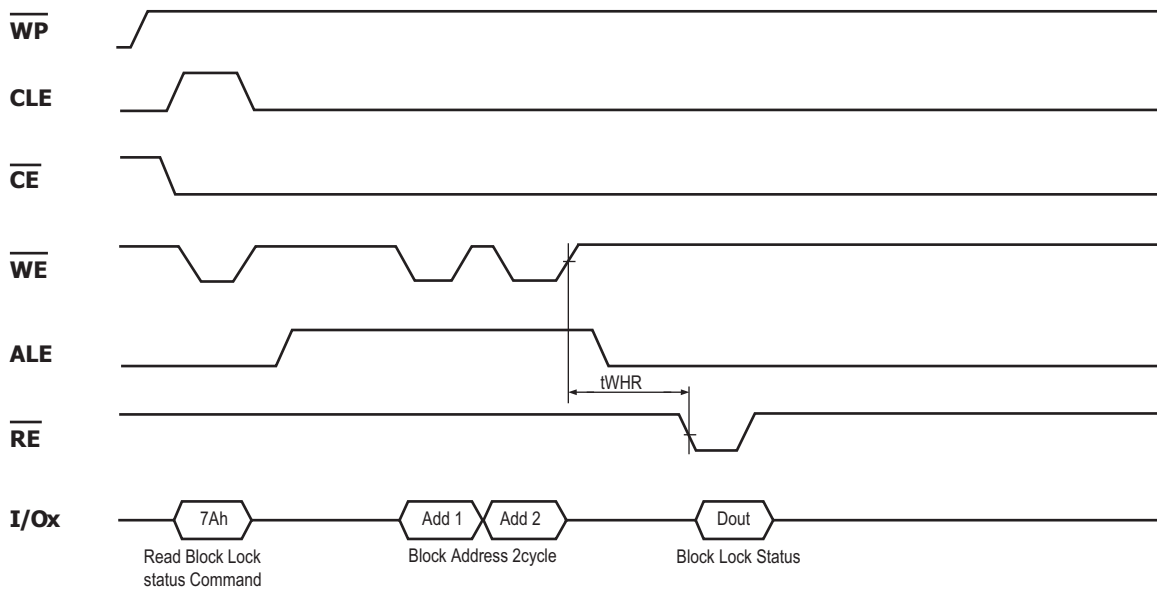 WP
CLE
CE
WE
ALE
tWHR
RE
I/Ox
7Ah
Add 1
Add 2
Dout
Read Block Lock
status Command
Block Address 2cycle
Block Lock Status